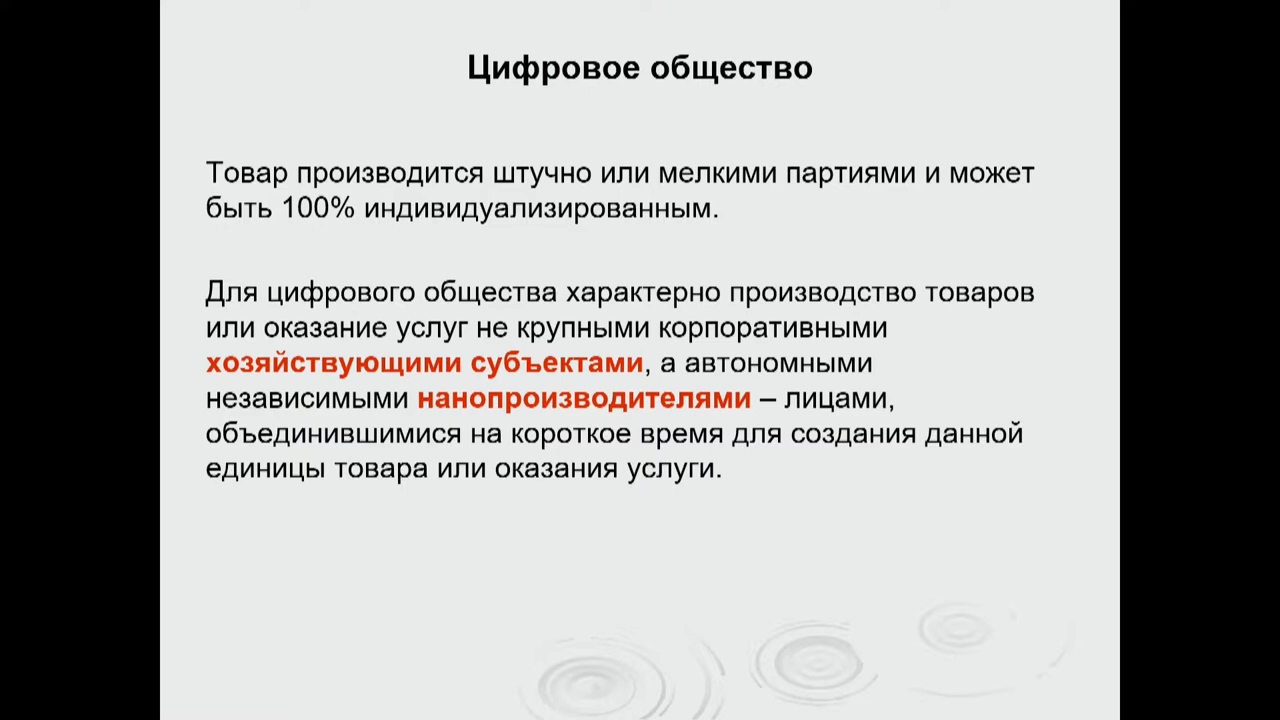 Цифровое общество
Товар производится штучно или мелкими партиями и может
быть 100% индивидуализированным.
Для цифрового общества характерно производство товаров
или оказание услуг не крупными корпоративными
хозяйствующими субъектами, а автономными
независимыми нанопроизводителями – лицами,
объединившимися на короткое время для создания данной
единицы товара или оказания услуги.